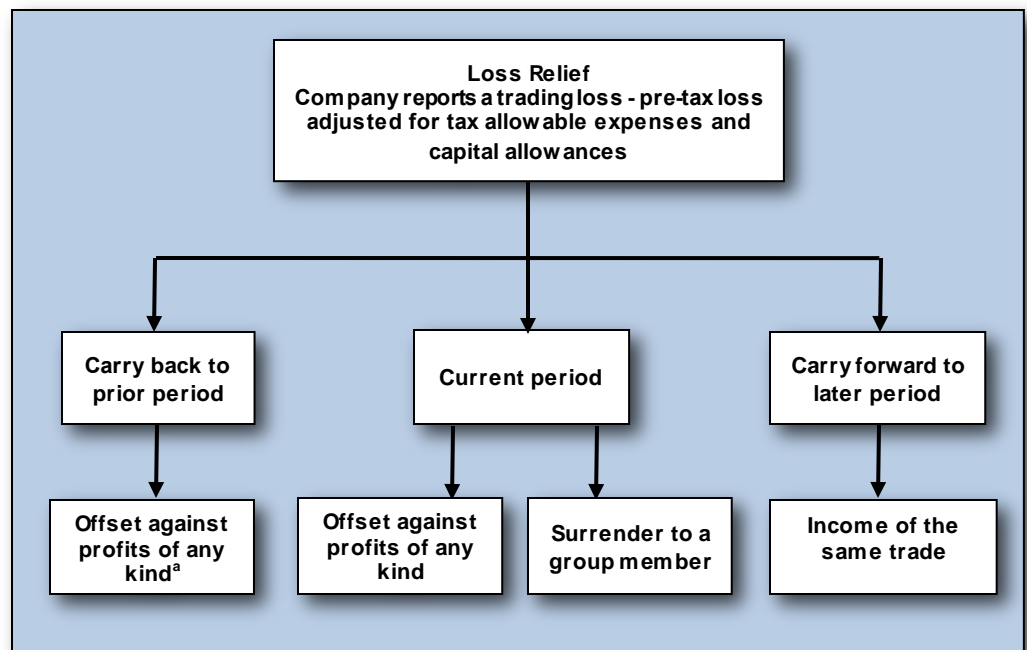 Loss Relief
Company reports a trading loss - pre-tax loss
adjusted for tax allowable expenses and
capital allowances
Carry back to
prior period
Current period
Carry forward to
later period
Offset against
profits of any
kindᵃ
Offset against
profits of any
kind
Surrender to a
group member
Income of the
same trade